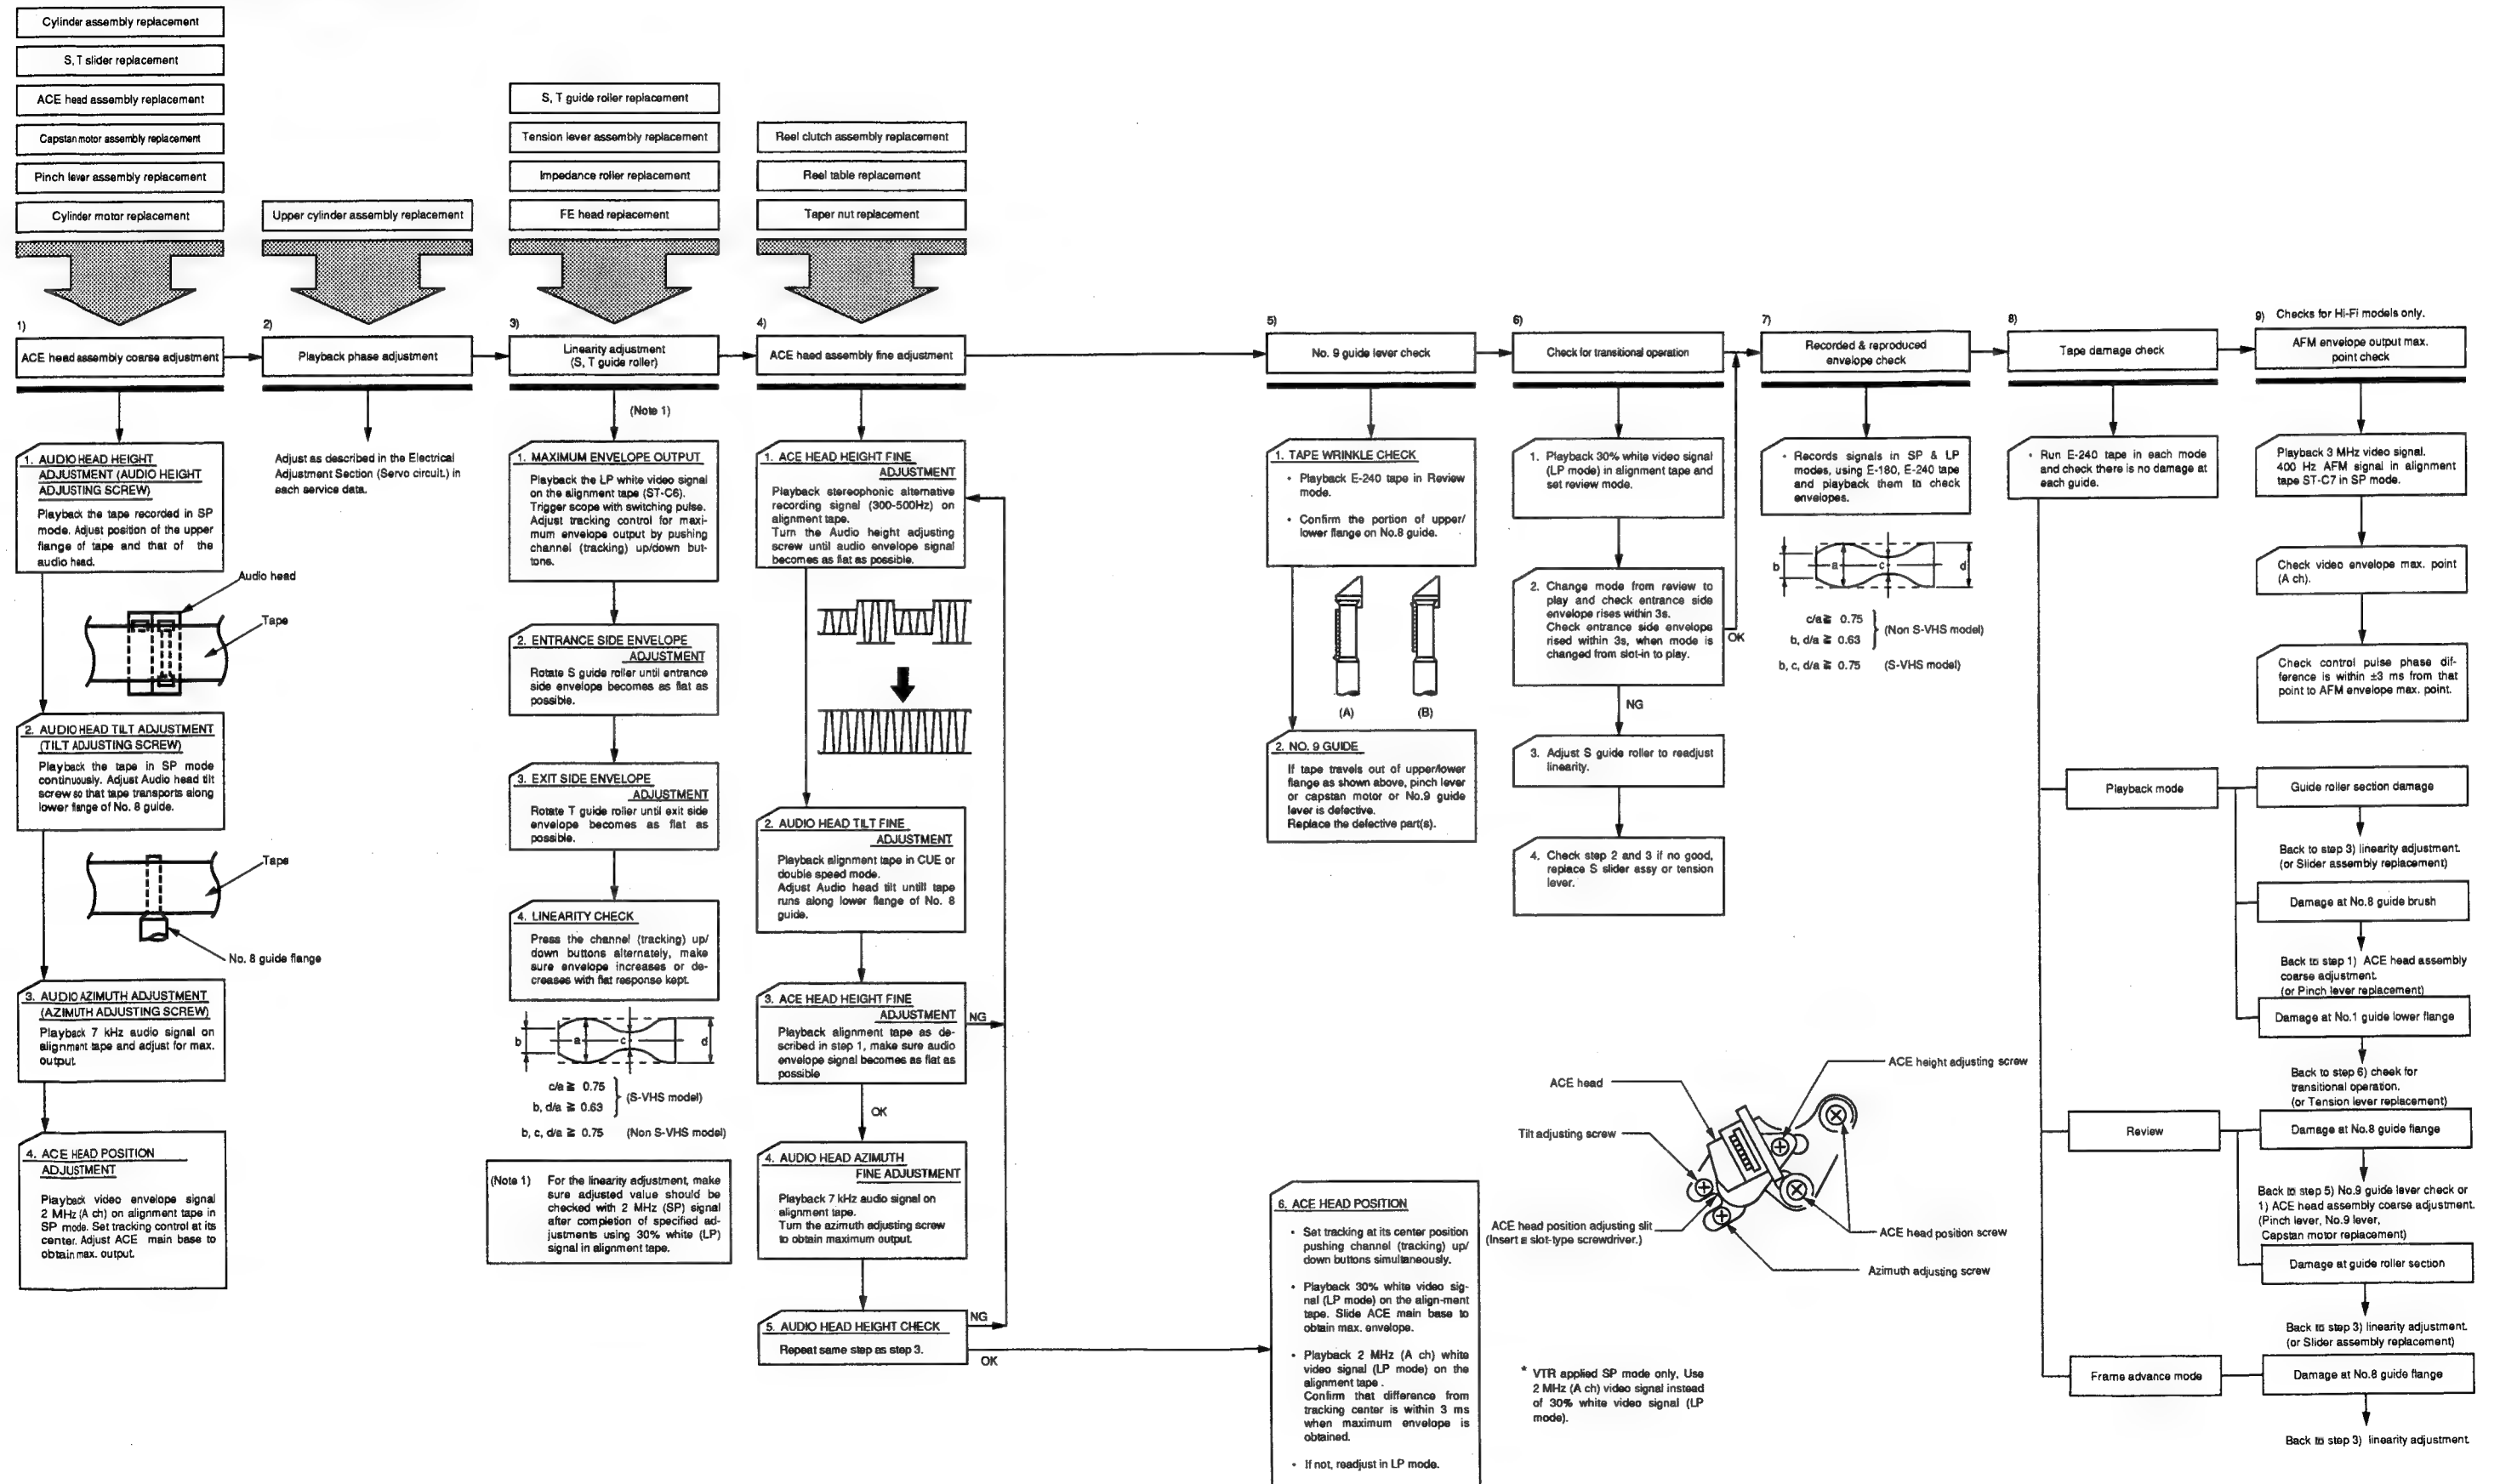 Cylinder assembly replacement
S, T slider replacement
ACE head assembly replacement
Capstan motor assembly replacement
Pinch lever assembly replacement
Cylinder motor replacement
1)
ACE head assembly coarse adjustment
1. AUDIO HEAD HEIGHT
ADJUSTMENT (AUDIO HEIGHT
ADJUSTING SCREW)
Playback the tape recorded in SP
mode. Adjust position of the upper
flange of tape and that of the
audio head.
Audio head
Tape
2. AUDIO HEAD TILT ADJUSTMENT
(TILT ADJUSTING SCREW)
Playback the tape in SP mode
continuously. Adjust Audio head tilt
screw so that tape transports along
lower flange of No. 8 guide.
Tape
No. 8 guide flange
3. AUDIO AZIMUTH ADJUSTMENT
(AZIMUTH ADJUSTING SCREW)
Playback 7 kHz audio signal on
alignment tape and adjust for max.
output.
4. ACE HEAD POSITION
ADJUSTMENT
Playback video envelope signal
2 MHz (A ch) on alignment tape in
SP mode. Set tracking control at its
center. Adjust ACE main base to
obtain max. output.
Upper cylinder assembly replacement
2)
Playback phase adjustment
Adjust as described in the Electrical
Adjustment Section (Servo circuit.) in
each service data.
S, T guide roller replacement
Tension lever assembly replacement
Impedance roller replacement
FE head replacement
3)
Linearity adjustment
(S, T guide roller)
(Note 1)
1. MAXIMUM ENVELOPE OUTPUT
Playback the LP white video signal
on the alignment tape (ST-C6).
Trigger scope with switching pulse.
Adjust tracking control for maxi-
mum envelope output by pushing
channel (tracking) up/down but-
tons.
2. ENTRANCE SIDE ENVELOPE
ADJUSTMENT
Rotate S guide roller until entrance
side envelope becomes as flat as
possible.
3. EXIT SIDE ENVELOPE
ADJUSTMENT
Rotate T guide roller until exit side
envelope becomes as flat as
possible.
4. LINEARITY CHECK
Press the channel (tracking) up/
down buttons alternately, make
sure envelope increases or de-
creases with flat response kept.
b a c d
c/a ≧ 0.75
b, d/a ≧ 0.63
(S-VHS model)
b, c, d/a ≧ 0.75 (Non S-VHS model)
(Note 1) For the linearity adjustment, make
sure adjusted value should be
checked with 2 MHz (SP) signal
after completion of specified ad-
justments using 30% white (LP)
signal in alignment tape.
Reel clutch assembly replacement
Reel table replacement
Taper nut replacement
4)
ACE haed assembly fine adjustment
1. ACE HEAD HEIGHT FINE
ADJUSTMENT
Playback stereophonic alternative
recording signal (300-500Hz) on
alignment tape.
Turn the Audio height adjusting
screw until audio envelope signal
becomes as flat as possible.
2. AUDIO HEAD TILT FINE
ADJUSTMENT
Playback alignment tape in CUE or
double speed mode.
Adjust Audio head tilt untill tape
runs along lower flange of No. 8
guide.
3. ACE HEAD HEIGHT FINE
ADJUSTMENT
Playback alignment tape as de-
scribed in step 1, make sure audio
envelope signal becomes as flat as
possible
NG
OK
4. AUDIO HEAD AZIMUTH
FINE ADJUSTMENT
Playback 7 kHz audio signal on
alignment tape.
Turn the azimuth adjusting screw
to obtain maximum output.
5. AUDIO HEAD HEIGHT CHECK
Repeat same step as step 3.
NG
OK
5)
No. 9 guide lever check
1. TAPE WRINKLE CHECK
• Playback E-240 tape in Review
mode.
• Confirm the portion of upper/
lower flange on No.8 guide.
(A) (B)
2. NO. 9 GUIDE
If tape travels out of upper/lower
flange as shown above, pinch lever
or capstan motor or No.9 guide
lever is defective.
Replace the defective part(s).
6. ACE HEAD POSITION
• Set tracking at its center position
pushing channel (tracking) up/
down buttons simultaneously.
• Playback 30% white video sig-
nal (LP mode) on the align-ment
tape. Slide ACE main base to
obtain max. envelope.
• Playback 2 MHz (A ch) white
video signal (LP mode) on the
alignment tape .
Confirm that difference from
tracking center is within 3 ms
when maximum envelope is
obtained.
• If not, readjust in LP mode.
6)
Check for transitional operation
1. Playback 30% white video signal
(LP mode) in alignment tape and
set review mode.
2. Change mode from review to
play and check entrance side
envelope rises within 3s.
Check entrance side envelope
rised within 3s, when mode is
changed from slot-in to play.
OK
NG
3. Adjust S guide roller to readjust
linearity.
4. Check step 2 and 3 if no good,
replace S slider assy or tension
lever.
ACE head
ACE height adjusting screw
Tilt adjusting screw
ACE head position adjusting slit
(Insert a slot-type screwdriver.)
ACE head position screw
Azimuth adjusting screw
* VTR applied SP mode only, Use
2 MHz (A ch) video signal instead
of 30% white video signal (LP
mode).
7)
Recorded & reproduced
envelope check
• Records signals in SP & LP
modes, using E-180, E-240 tape
and playback them to check
envelopes.
b a c d
c/a ≧ 0.75
b, d/a ≧ 0.63
(Non S-VHS model)
b, c, d/a ≧ 0.75 (S-VHS model)
8)
Tape damage check
• Run E-240 tape in each mode
and check there is no damage at
each guide.
9) Checks for Hi-Fi models only.
AFM envelope output max.
point check
Playback 3 MHz video signal.
400 Hz AFM signal in alignment
tape ST-C7 in SP mode.
Check video envelope max. point
(A ch).
Check control pulse phase dif-
ference is within ±3 ms from that
point to AFM envelope max. point.
Playback mode
Guide roller section damage
Back to step 3) linearity adjustment.
(or Slider assembly replacement)
Damage at No.8 guide brush
Back to step 1) ACE head assembly
coarse adjustment.
(or Pinch lever replacement)
Damage at No.1 guide lower flange
Back to step 6) cheek for
transitional operation.
(or Tension lever replacement)
Review
Damage at No.8 guide flange
Back to step 5) No.9 guide lever check or
1) ACE head assembly coarse adjustment.
(Pinch lever, No.9 lever,
Capstan motor replacement)
Damage at guide roller section
Back to step 3) linearity adjustment.
(or Slider assembly replacement)
Frame advance mode
Damage at No.8 guide flange
Back to step 3) linearity adjustment.